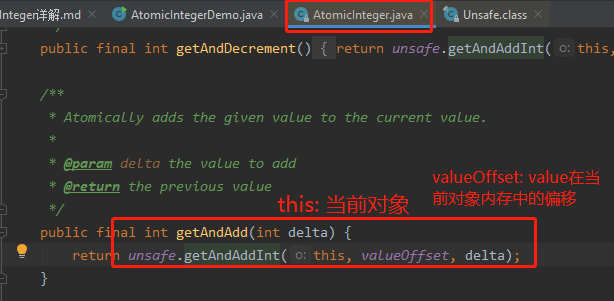 Integer详解.md × AtomicIntegerDemo.java × AtomicInteger.java × Unsafe.class ×
public final int getAndDecrement() { return unsafe.getAndAddInt( o: this,
/**
* Atomically adds the given value to the current value.
*
* @param delta the value to add
* @return the previous value
*/
valueOffset: value在当
前对象内存中的偏移
this: 当前对象
public final int getAndAdd(int delta) {
return unsafe.getAndAddInt( o: this, valueOffset, delta);
}